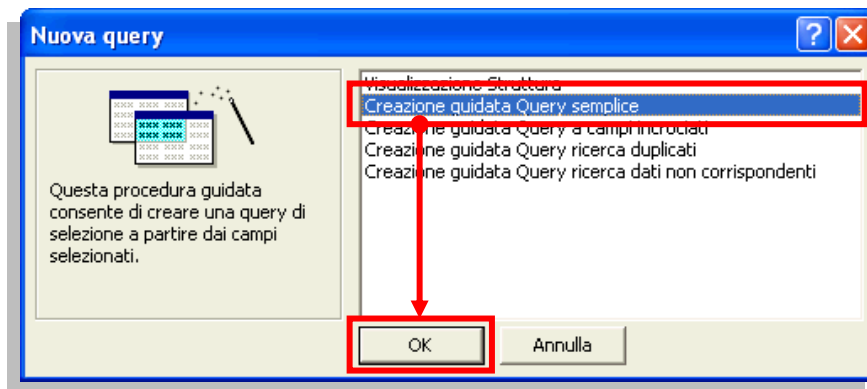 Nuova query
Visualizzazione Struttura
Creazione guidata Query semplice
Creazione guidata Query a campi incrociati
Creazione guidata Query ricerca duplicati
Creazione guidata Query ricerca dati non corrispondenti
Questa procedura guidata
consente di creare una query di
selezione a partire dai campi
selezionati.
OK
Annulla